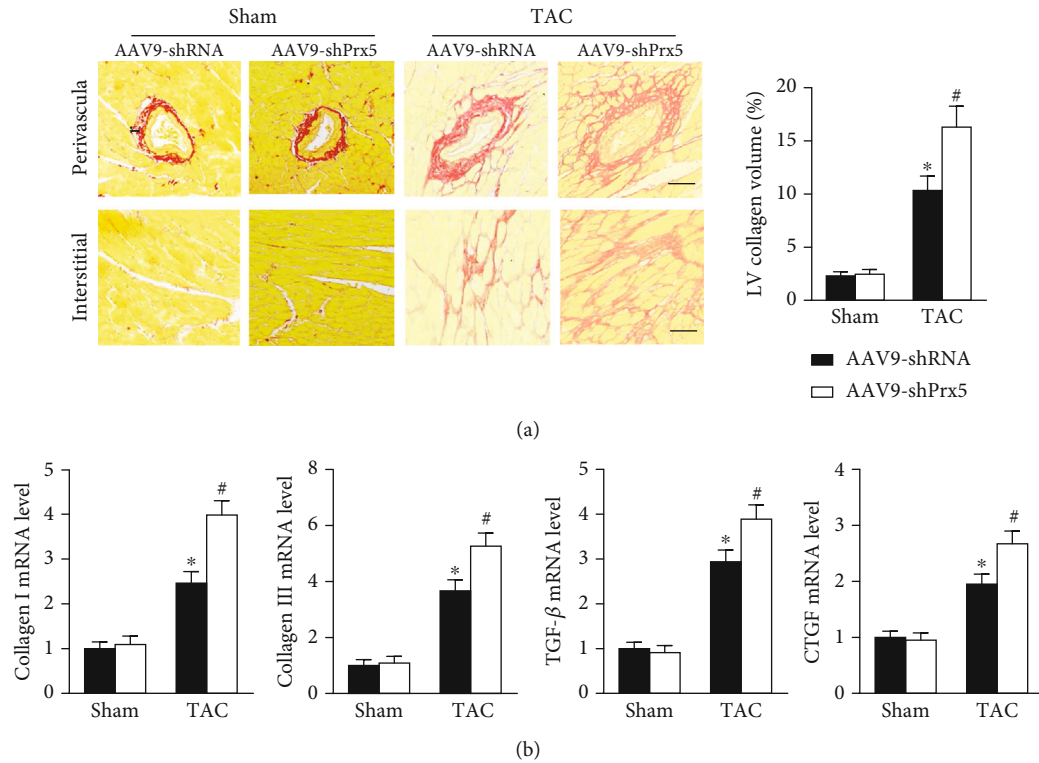 Sham TAC
AAV9-shRNA AAV9-shPrx5 AAV9-shRNA AAV9-shPrx5
Perivascula
Interstitial
LV collagen volume (%)
20
15
10
5
0
*
#
Sham TAC
AAV9-shRNA
AAV9-shPrx5
(a)
Collagen I mRNA level
5
4
3
2
1
0
*
#
Sham TAC
Collagen III mRNA level
8
6
4
2
0
*
#
Sham TAC
TGF-β mRNA level
5
4
3
2
1
0
*
#
Sham TAC
CTGF mRNA level
4
3
2
1
0
*
#
Sham TAC
(b)